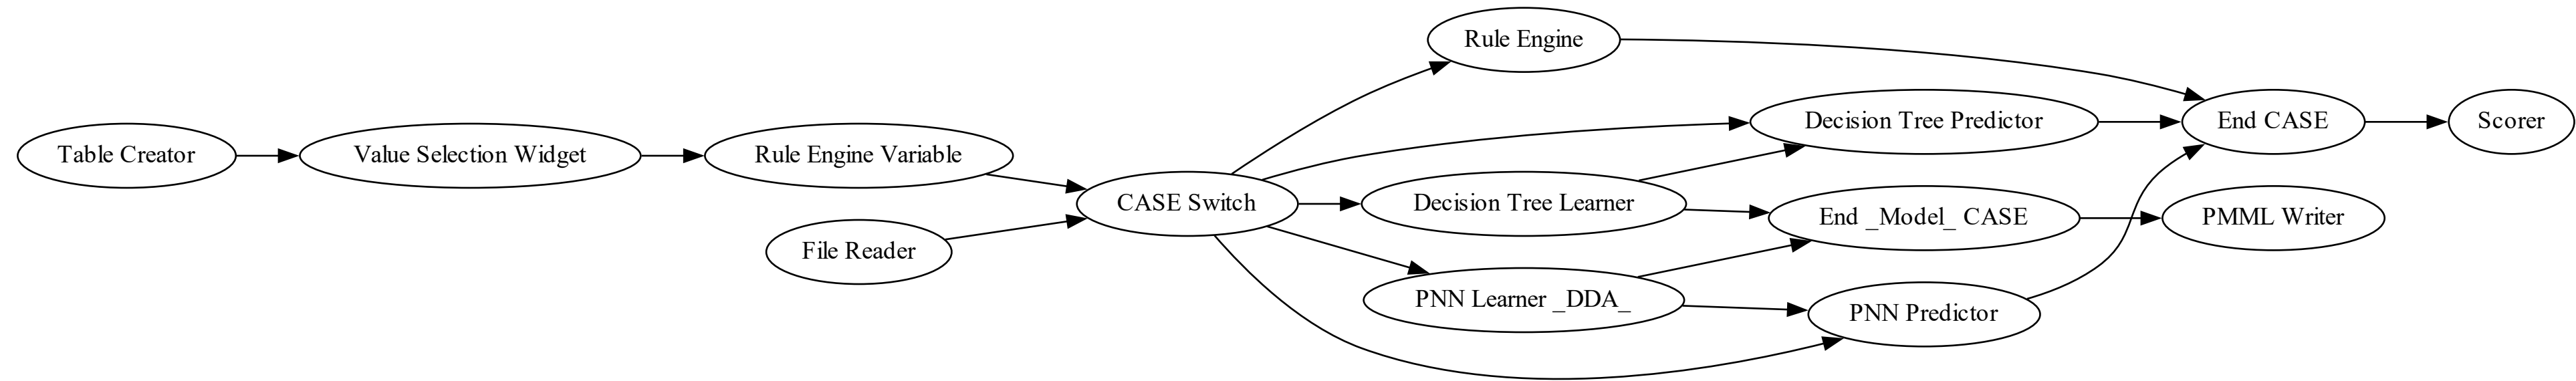 Table Creator
Value Selection Widget
Rule Engine Variable
File Reader
CASE Switch
Rule Engine
Decision Tree Predictor
Decision Tree Learner
End _Model_ CASE
PNN Learner _DDA_
PNN Predictor
End CASE
PMML Writer
Scorer